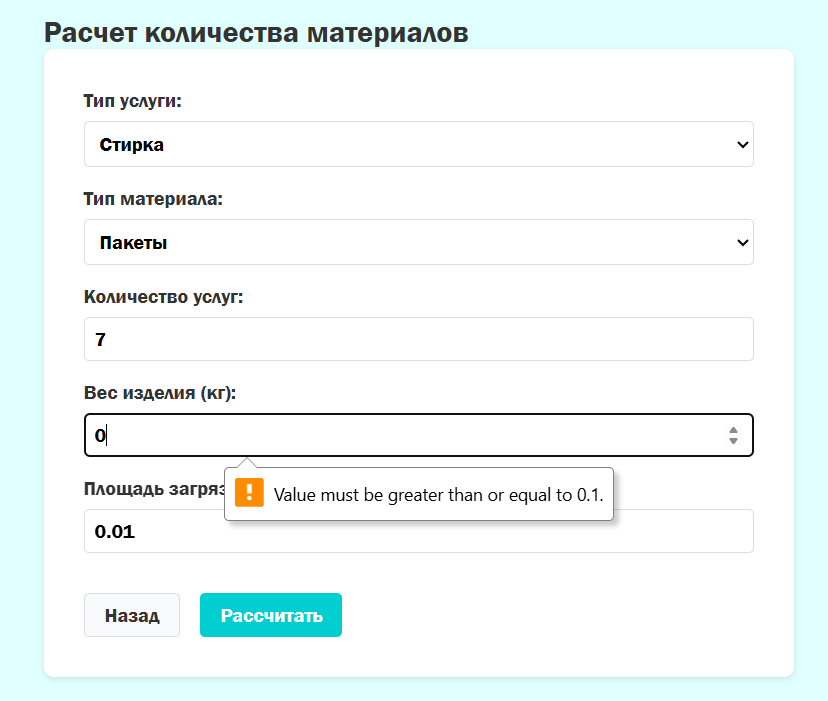 Расчет количества материалов
Тип услуги:
Стирка
Тип материала:
Пакеты
Количество услуг:
7
Вес изделия (кг):
0
Площадь загряз
Value must be greater than or equal to 0.1.
0.01
Назад Рассчитать